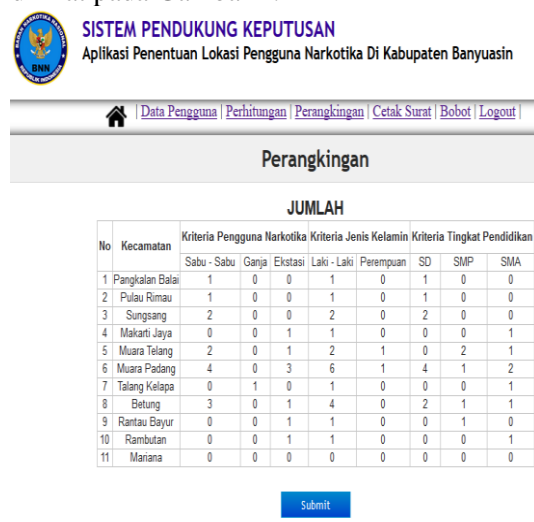 SISTEM PENDUKUNG KEPUTUSAN
Aplikasi Penentuan Lokasi Pengguna Narkotika Di Kabupaten Banyuasin
BNN
| Data Pengguna | Perhitungan | Perangkingan | Cetak Surat | Bobot | Logout |
Perangkingan
JUMLAH
No Kecamatan Kriteria Pengguna Narkotika Kriteria Jenis Kelamin Kriteria Tingkat Pendidikan
Sabu - Sabu Ganja Ekstasi Laki - Laki Perempuan SD SMP SMA
1 Pangkalan Balai 1 0 0 1 0 1 0 0
2 Pulau Rimau 1 0 0 1 0 1 0 0
3 Sungsang 2 0 0 2 0 2 0 0
4 Makarti Jaya 0 0 1 1 0 0 0 1
5 Muara Telang 2 0 1 2 1 0 2 1
6 Muara Padang 4 0 3 6 1 4 1 2
7 Talang Kelapa 0 1 0 1 0 0 0 1
8 Betung 3 0 1 4 0 2 1 1
9 Rantau Bayur 0 0 1 1 0 0 1 0
10 Rambutan 0 0 1 1 0 0 0 1
11 Mariana 0 0 0 0 0 0 0 0
Submit